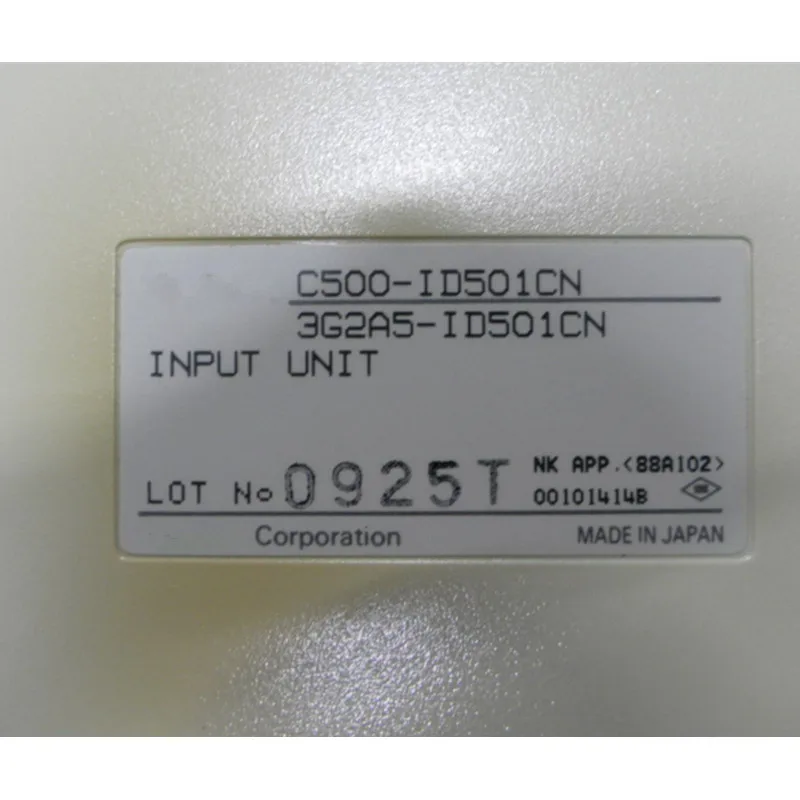 C500-ID501CN
3G2A5-ID501CN
INPUT UNIT
LOT No 0925T
NK APP.<88A102>
00101414B
Corporation
MADE IN JAPAN